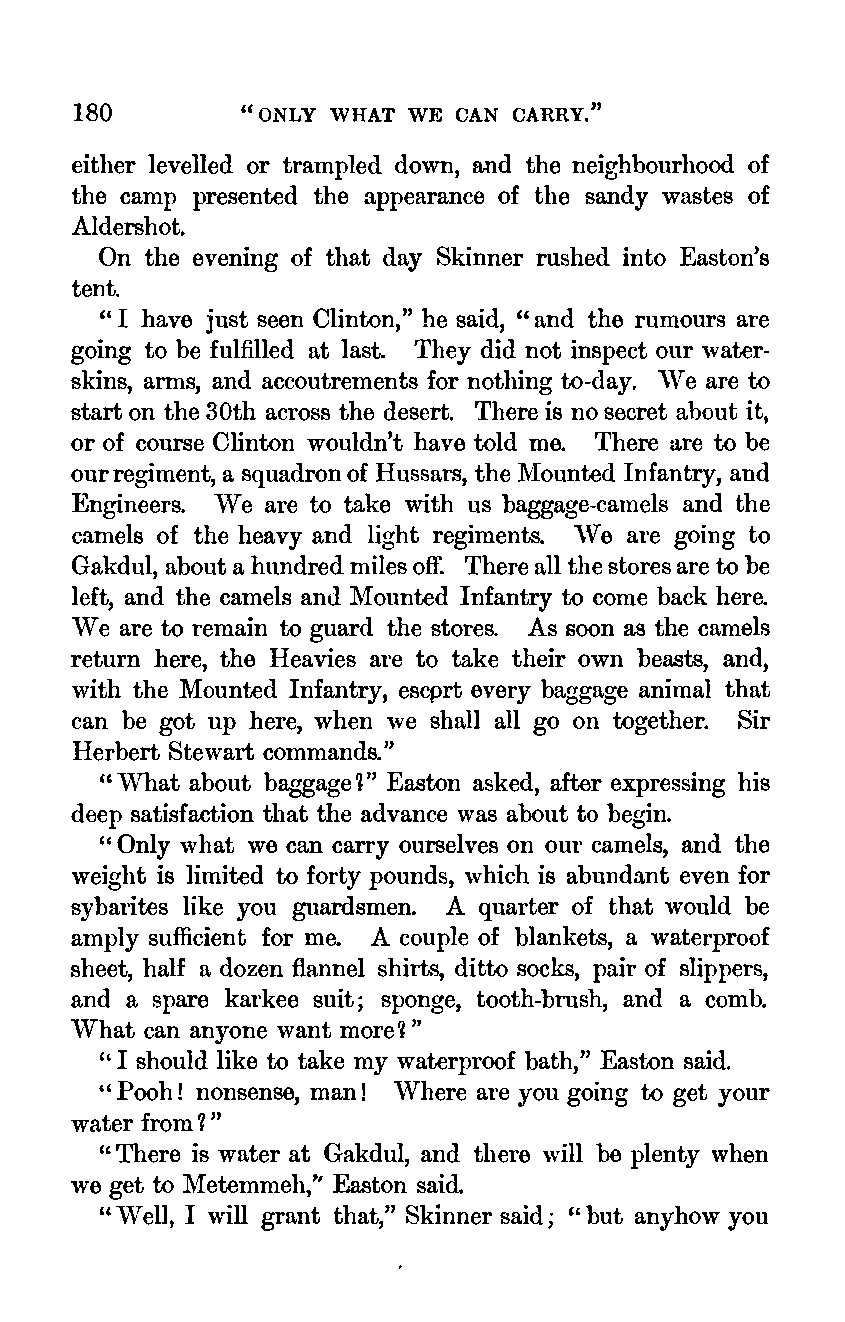 180 "ONLY WHAT WE CAN CARRY."
either levelled or trampled down, and the neighbourhood of
the camp presented the appearance of the sandy wastes of
Aldershot.
On the evening of that day Skinner rushed into Easton's
tent.
"I have just seen Clinton," he said, "and the rumours are
going to be fulfilled at last. They did not inspect our water-
skins, arms, and accoutrements for nothing to-day. We are to
start on the 30th across the desert. There is no secret about it,
or of course Clinton wouldn't have told me. There are to be
our regiment, a squadron of Hussars, the Mounted Infantry, and
Engineers. We are to take with us baggage-camels and the
camels of the heavy and light regiments. We are going to
Gakdul, about a hundred miles off. There all the stores are to be
left, and the camels and Mounted Infantry to come back here.
We are to remain to guard the stores. As soon as the camels
return here, the Heavies are to take their own beasts, and,
with the Mounted Infantry, escort every baggage animal that
can be got up here, when we shall all go on together. Sir
Herbert Stewart commands."
"What about baggage?" Easton asked, after expressing his
deep satisfaction that the advance was about to begin.
"Only what we can carry ourselves on our camels, and the
weight is limited to forty pounds, which is abundant even for
sybarites like you guardsmen. A quarter of that would be
amply sufficient for me. A couple of blankets, a waterproof
sheet, half a dozen flannel shirts, ditto socks, pair of slippers,
and a spare karkee suit; sponge, tooth-brush, and a comb.
What can anyone want more?"
"I should like to take my waterproof bath," Easton said.
"Pooh! nonsense, man! Where are you going to get your
water from?"
"There is water at Gakdul, and there will be plenty when
we get to Metemmeh," Easton said.
"Well, I will grant that," Skinner said; "but anyhow you